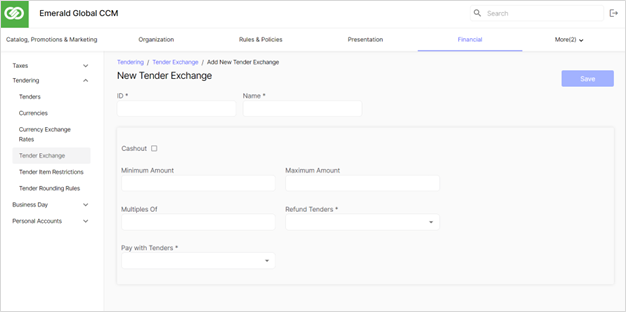 Emerald Global CCM
Search
Catalog, Promotions & Marketing
Organization
Rules & Policies
Presentation
Financial
More(2)
Taxes
Tendering
Tenders
Currencies
Currency Exchange
Rates
Tender Exchange
Tender Item Restrictions
Tender Rounding Rules
Business Day
Personal Accounts
Tendering / Tender Exchange / Add New Tender Exchange
New Tender Exchange
Save
ID *
Name *
Cashout
Minimum Amount
Maximum Amount
Multiples Of
Refund Tenders *
Pay with Tenders *